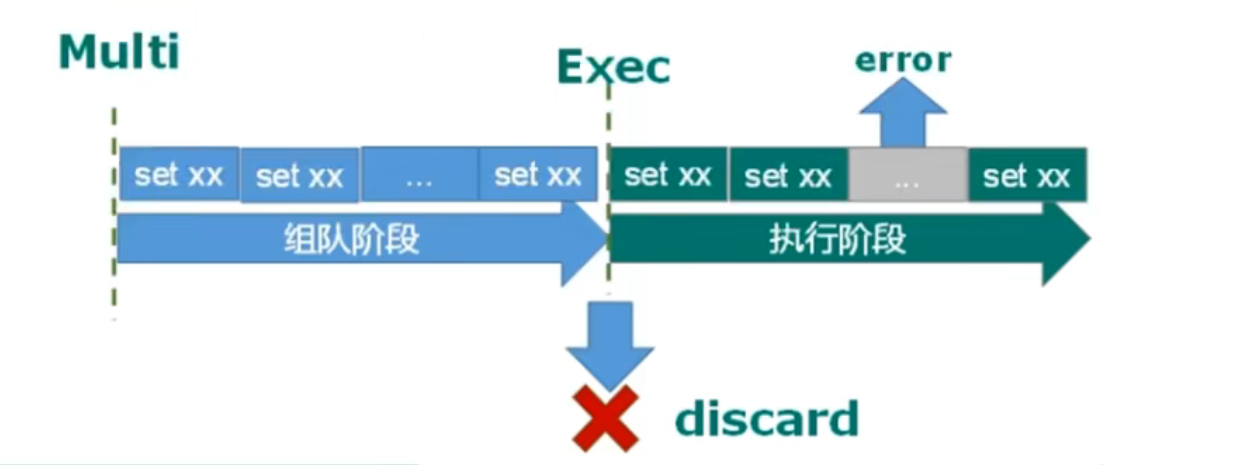 Multi
Exec
error
set xx set xx ... set xx set xx set xx ... set xx
组队阶段 执行阶段
discard